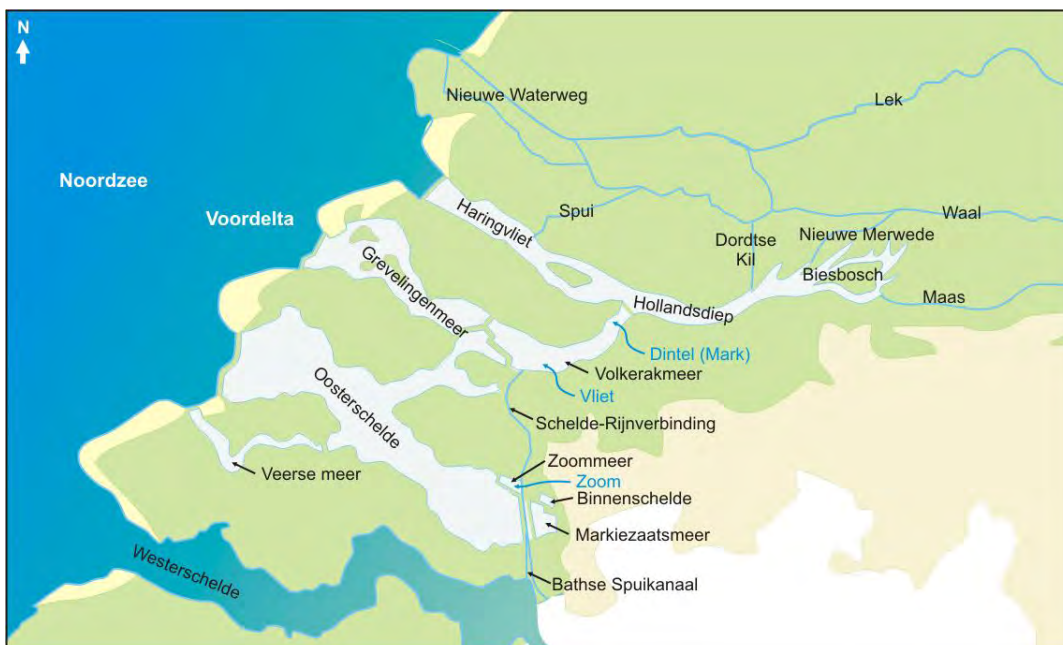 N
Nieuwe Waterweg
Lek
Noordzee
Voordelta
Haringvliet
Spui
Waal
Dordtse
Kil
Nieuwe Merwede
Biesbosch
Grevelingenmeer
Hollandsdiep
Maas
Dintel (Mark)
Volkerakmeer
Vliet
Oosterschelde
Schelde-Rijnverbinding
Zoommeer
Veerse meer
Zoom
Binnenschelde
Markiezaatsmeer
Westerschelde
Bathse Spuikanaal